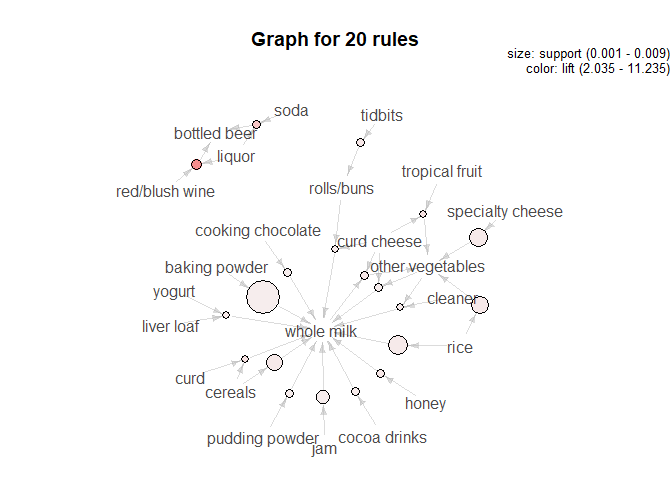 Graph for 20 rules
size: support (0.001 - 0.009)
color: lift (2.035 - 11.235)
soda
tidbits
bottled beer
liquor
tropical fruit
red/blush wine
rolls/buns
specialty cheese
cooking chocolate
curd cheese
baking powder
other vegetables
yogurt
cleaner
liver loaf
whole milk
rice
curd
cereals
honey
pudding powder
cocoa drinks
jam